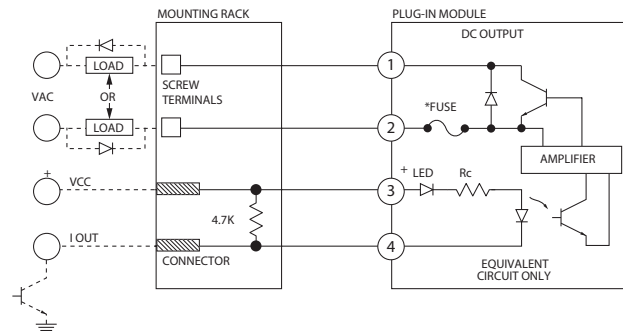 MOUNTING RACK
PLUG-IN MODULE
DC OUTPUT
LOAD
1
VAC
OR
SCREW
TERMINALS
*FUSE
LOAD
2
AMPLIFIER
+
VCC
3
+
LED
Rc
4.7K
I OUT
4
CONNECTOR
EQUIVALENT
CIRCUIT ONLY